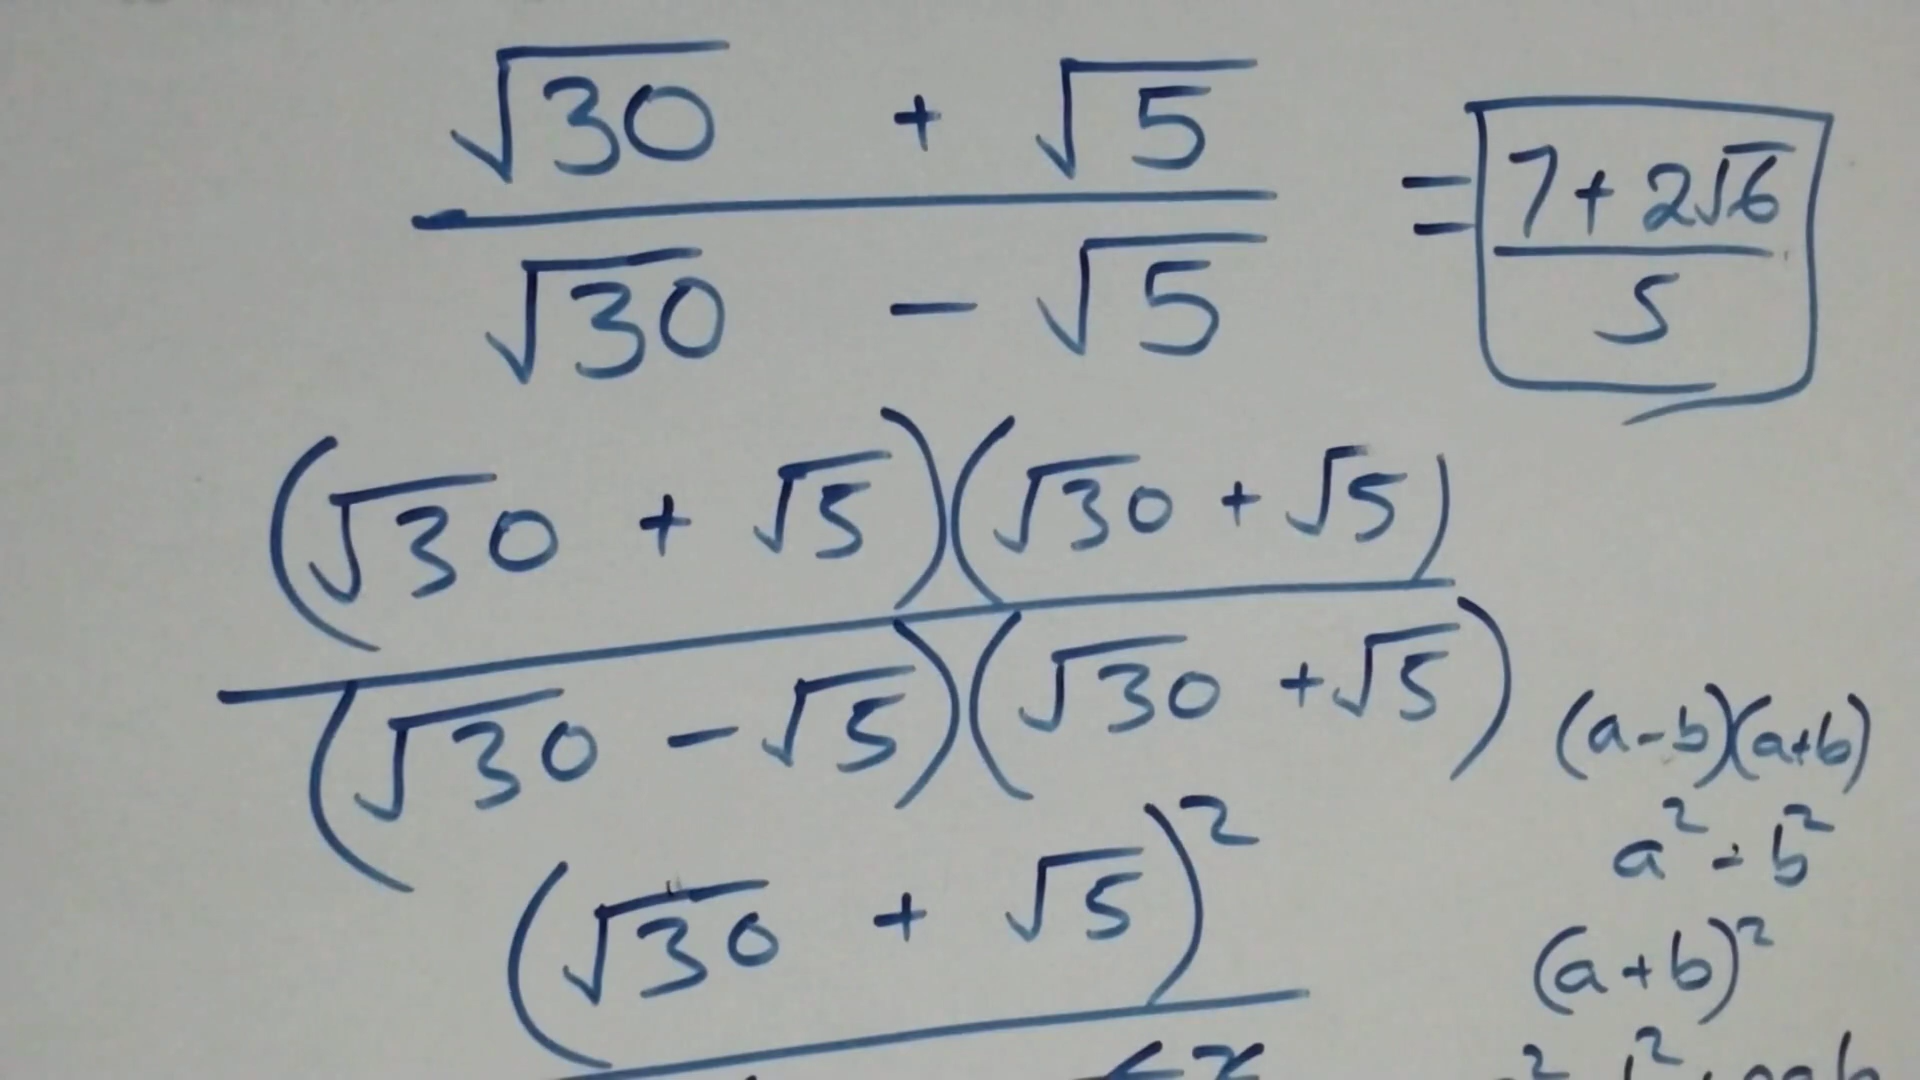 (√30 + √5)/(√30 - √5) = (7 + 2√6)/5
((√30 + √5)(√30 + √5))/((√30 - √5)(√30 + √5))
(a-b)(a+b)
a² - b²
(√30 + √5)²
(a+b)²